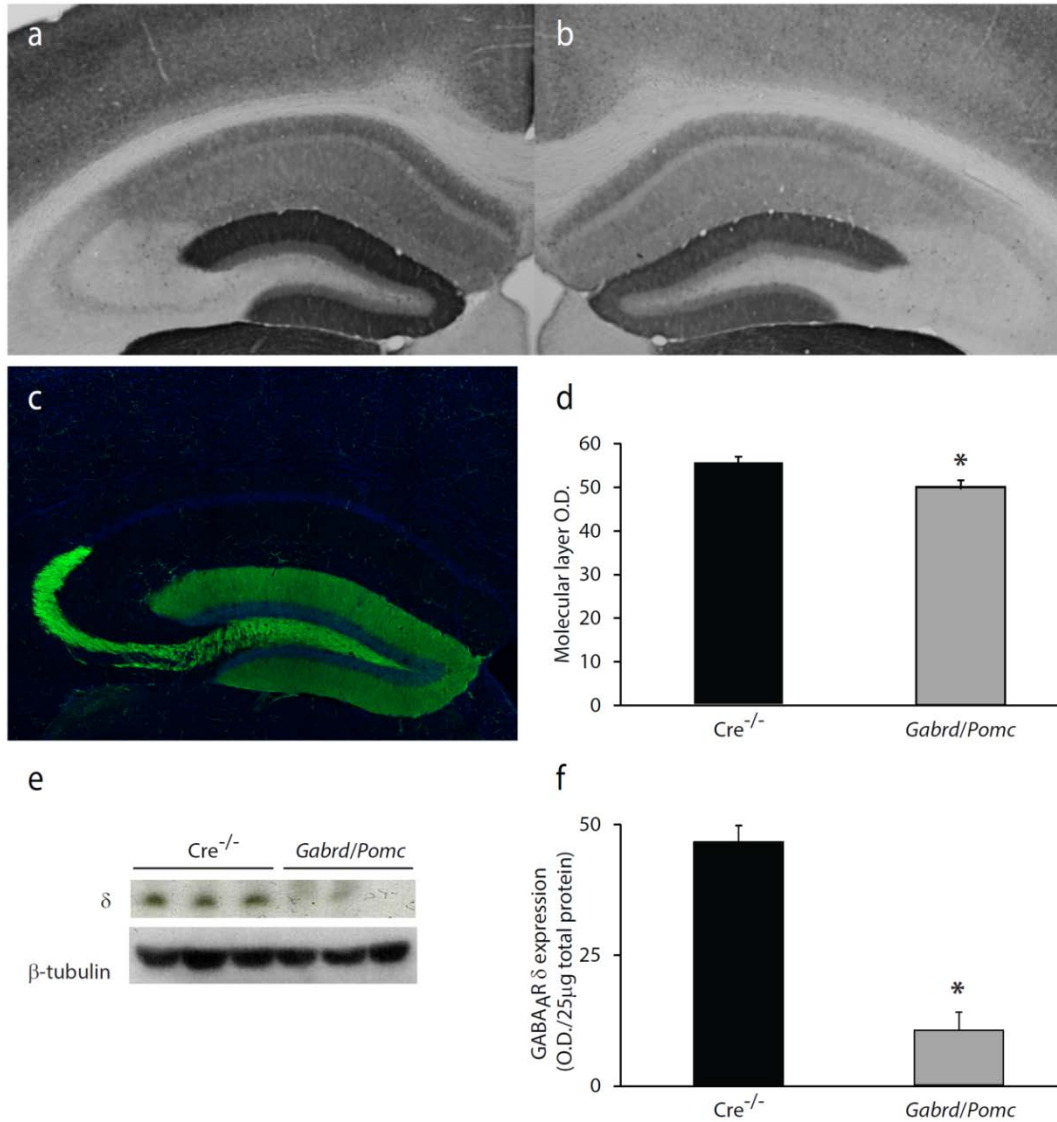 a
b
c
d
60
50
40
30
20
10
0
Molecular layer O.D.
*
Cre-/-
Gabrd/Pomc
e
Cre-/-
Gabrd/Pomc
δ
β-tubulin
f
50
25
0
GABAAR δ expression
(O.D./25µg total protein)
*
Cre-/-
Gabrd/Pomc